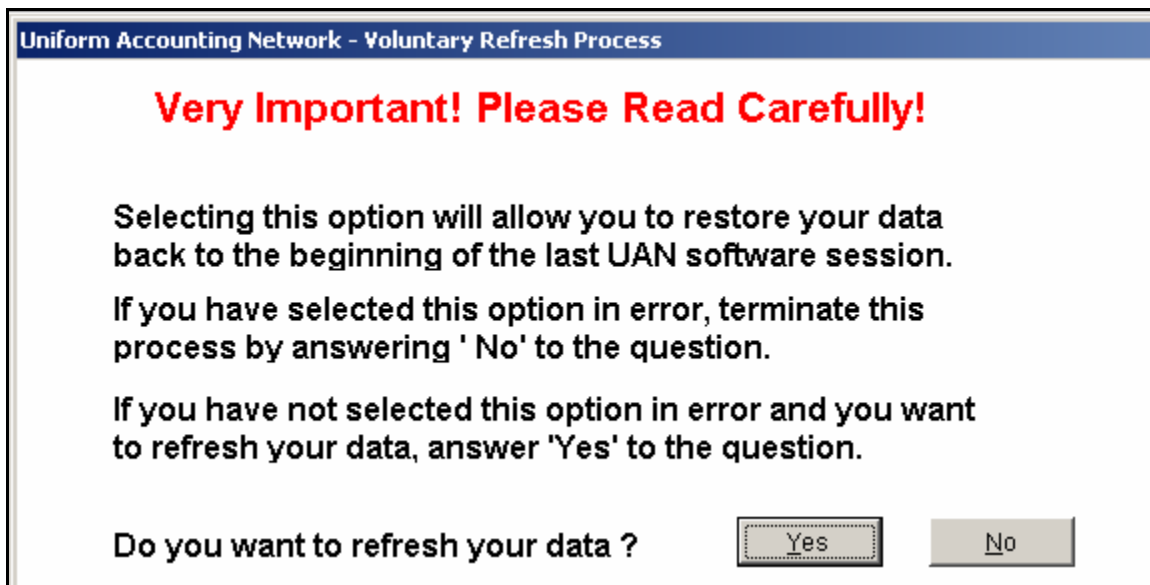 Uniform Accounting Network - Voluntary Refresh Process
Very Important! Please Read Carefully!
Selecting this option will allow you to restore your data
back to the beginning of the last UAN software session.
If you have selected this option in error, terminate this
process by answering ' No' to the question.
If you have not selected this option in error and you want
to refresh your data, answer 'Yes' to the question.
Do you want to refresh your data ? Yes No